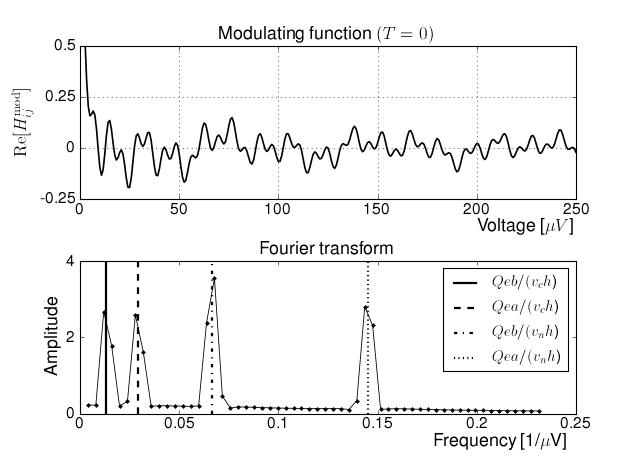 Modulating function (T = 0)
Re[H_{ij}^{mod}]
0.5
0.25
0
-0.25
0 50 100 150 200 250
Voltage [μV]
Fourier transform
Amplitude
4
2
0
Qeb/(v_c h)
Qea/(v_c h)
Qeb/(v_n h)
Qea/(v_n h)
0 0.05 0.1 0.15 0.2 0.25
Frequency [1/μV]